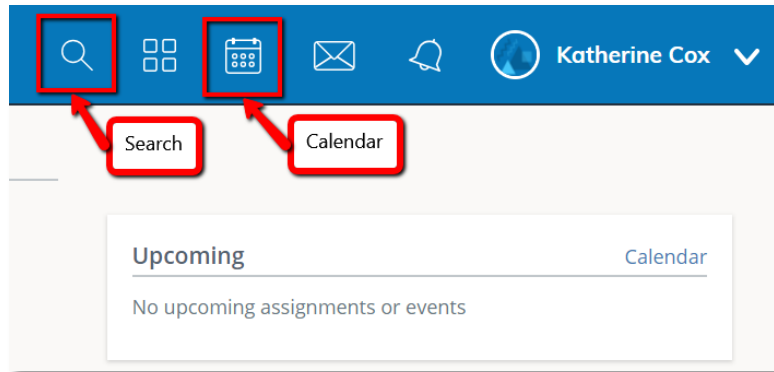 Katherine Cox
Search
Calendar
Upcoming
Calendar
No upcoming assignments or events